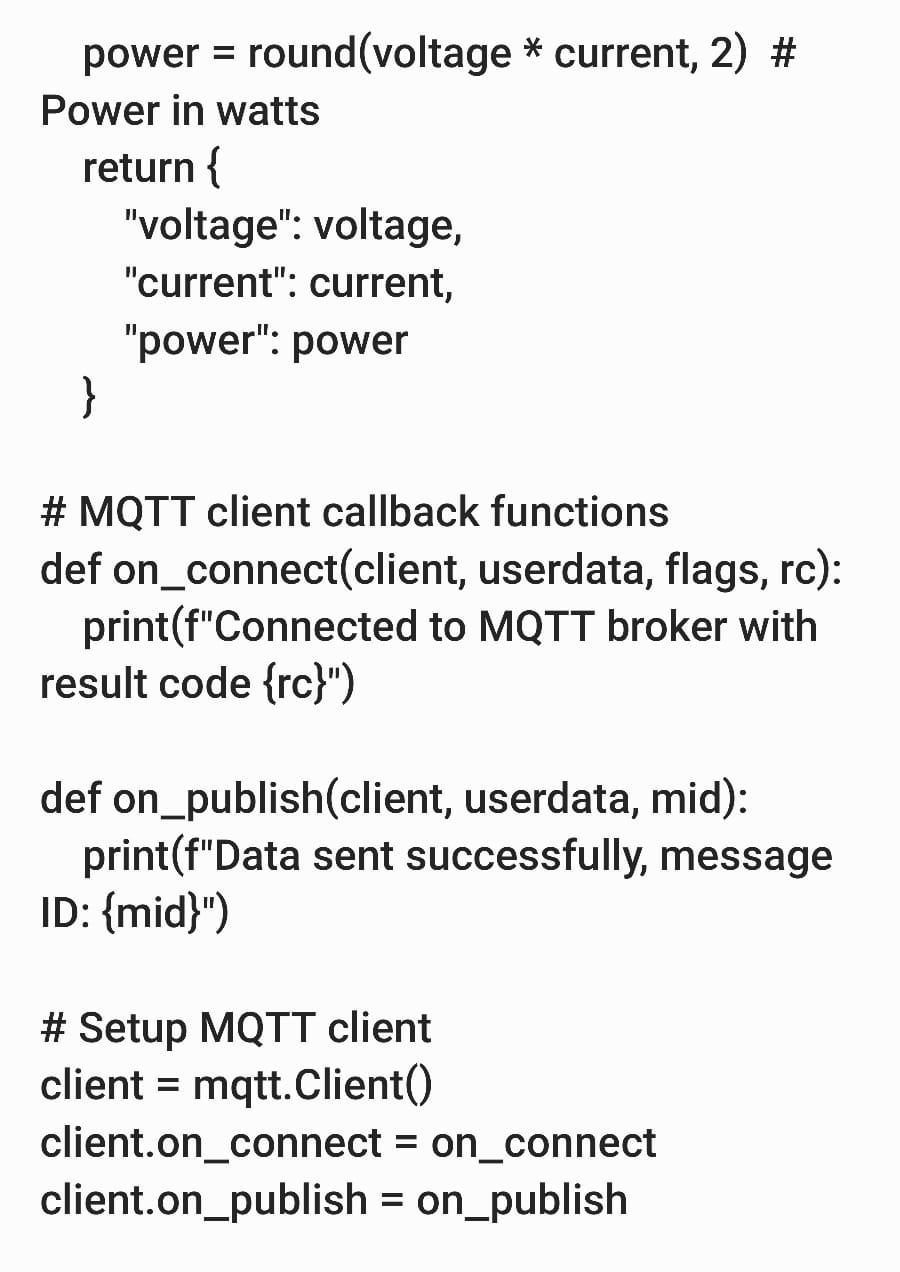 power = round(voltage * current, 2)  #
Power in watts
return {
"voltage": voltage,
"current": current,
"power": power
}
# MQTT client callback functions
def on_connect(client, userdata, flags, rc):
print(f"Connected to MQTT broker with
result code {rc}")
def on_publish(client, userdata, mid):
print(f"Data sent successfully, message
ID: {mid}")
# Setup MQTT client
client = mqtt.Client()
client.on_connect = on_connect
client.on_publish = on_publish